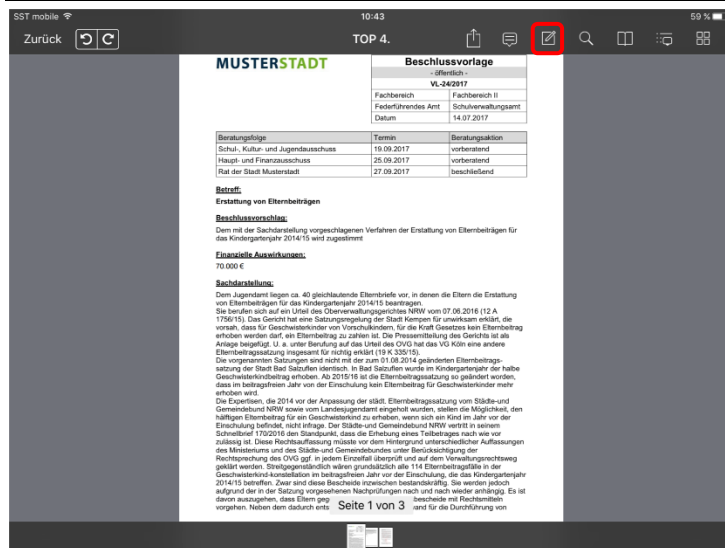 SST mobile 10:43 59 %
Zurück TOP 4.
MUSTERSTADT
Beschlussvorlage
- öffentlich -
VL-24/2017
Fachbereich Fachbereich II
Federführendes Amt Schulverwaltungsamt
Datum 14.07.2017
Beratungsfolge Termin Beratungsaktion
Schul-, Kultur- und Jugendausschuss 19.09.2017 vorberatend
Haupt- und Finanzausschuss 25.09.2017 vorberatend
Rat der Stadt Musterstadt 27.09.2017 beschließend
Betreff:
Erstattung von Elternbeiträgen
Beschlussvorschlag:
Dem mit der Sachdarstellung vorgeschlagenen Verfahren der Erstattung von Elternbeiträgen für
das Kindergartenjahr 2014/15 wird zugestimmt
Finanzielle Auswirkungen:
70.000 €
Sachdarstellung:
Dem Jugendamt liegen ca. 40 gleichlautende Elternbriefe vor, in denen die Eltern die Erstattung
von Elternbeiträgen für das Kindergartenjahr 2014/15 beantragen.
Sie berufen sich auf ein Urteil des Oberverwaltungsgerichtes NRW vom 07.06.2016 (12 A
1756/15). Das Gericht hat eine Satzungsregelung der Stadt Kempen für unwirksam erklärt, die
vorsah, dass für Geschwisterkinder von Vorschulkindern, für die Kraft Gesetzes kein Elternbeitrag
erhoben werden darf, ein Elternbeitrag zu zahlen ist. Die Pressemitteilung des Gerichts ist als
Anlage beigefügt. U. a. unter Berufung auf das Urteil des OVG hat das VG Köln eine andere
Elternbeitragssatzung insgesamt für nichtig erklärt (19 K 335/15).
Die vorgenannten Satzungen sind nicht mit der zum 01.08.2014 geänderten Elternbeitrags-
satzung der Stadt Bad Salzuflen identisch. In Bad Salzuflen wurde im Kindergartenjahr der halbe
Geschwisterkindbeitrag erhoben. Ab 2015/16 ist die Elternbeitragssatzung so geändert worden,
dass im beitragsfreien Jahr von der Einschulung kein Elternbeitrag für Geschwisterkinder mehr
erhoben wird.
Die Expertisen, die 2014 vor der Anpassung der städt. Elternbeitragssatzung vom Städte-und
Gemeindebund NRW sowie vom Landesjugendamt eingeholt wurden, stellen die Möglichkeit, den
hälftigen Elternbeitrag für ein Geschwisterkind zu erheben, wenn sich ein Kind im Jahr vor der
Einschulung befindet, nicht infrage. Der Städte-und Gemeindebund NRW vertritt in seinem
Schnellbrief 170/2016 den Standpunkt, dass die Erhebung eines Teilbetrages nach wie vor
zulässig ist. Diese Rechtsauffassung müsste vor dem Hintergrund unterschiedlicher Auffassungen
des Ministeriums und des Städte-und Gemeindebundes unter Berücksichtigung der
Rechtsprechung des OVG ggf. in jedem Einzelfall überprüft und auf dem Verwaltungsrechtsweg
geklärt werden. Streitgegenständlich wären grundsätzlich alle 114 Elternbeitragsfälle in der
Geschwisterkind-konstellation im beitragsfreien Jahr vor der Einschulung, die das Kindergartenjahr
2014/15 betreffen. Zwar sind diese Bescheide inzwischen bestandskräftig. Sie werden jedoch
aufgrund der in der Satzung vorgesehenen Nachprüfungen nach und nach wieder anhängig. Es ist
davon auszugehen, dass Eltern geg bescheide mit Rechtsmitteln
vorgehen. Neben dem dadurch ents wand für die Durchführung von
Seite 1 von 3